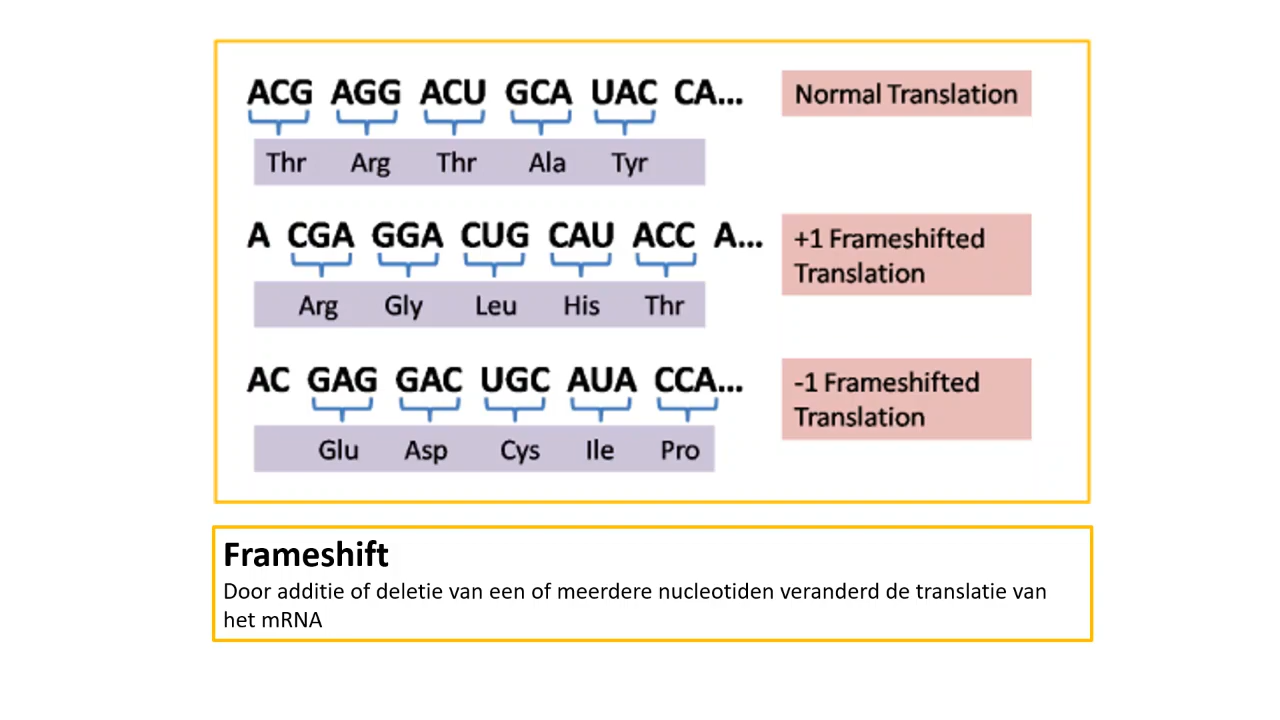 ACG AGG ACU GCA UAC CA... Normal Translation
Thr Arg Thr Ala Tyr
A CGA GGA CUG CAU ACC A... +1 Frameshifted
Translation
Arg Gly Leu His Thr
AC GAG GAC UGC AUA CCA... -1 Frameshifted
Translation
Glu Asp Cys Ile Pro
Frameshift
Door additie of deletie van een of meerdere nucleotiden veranderd de translatie van
het mRNA